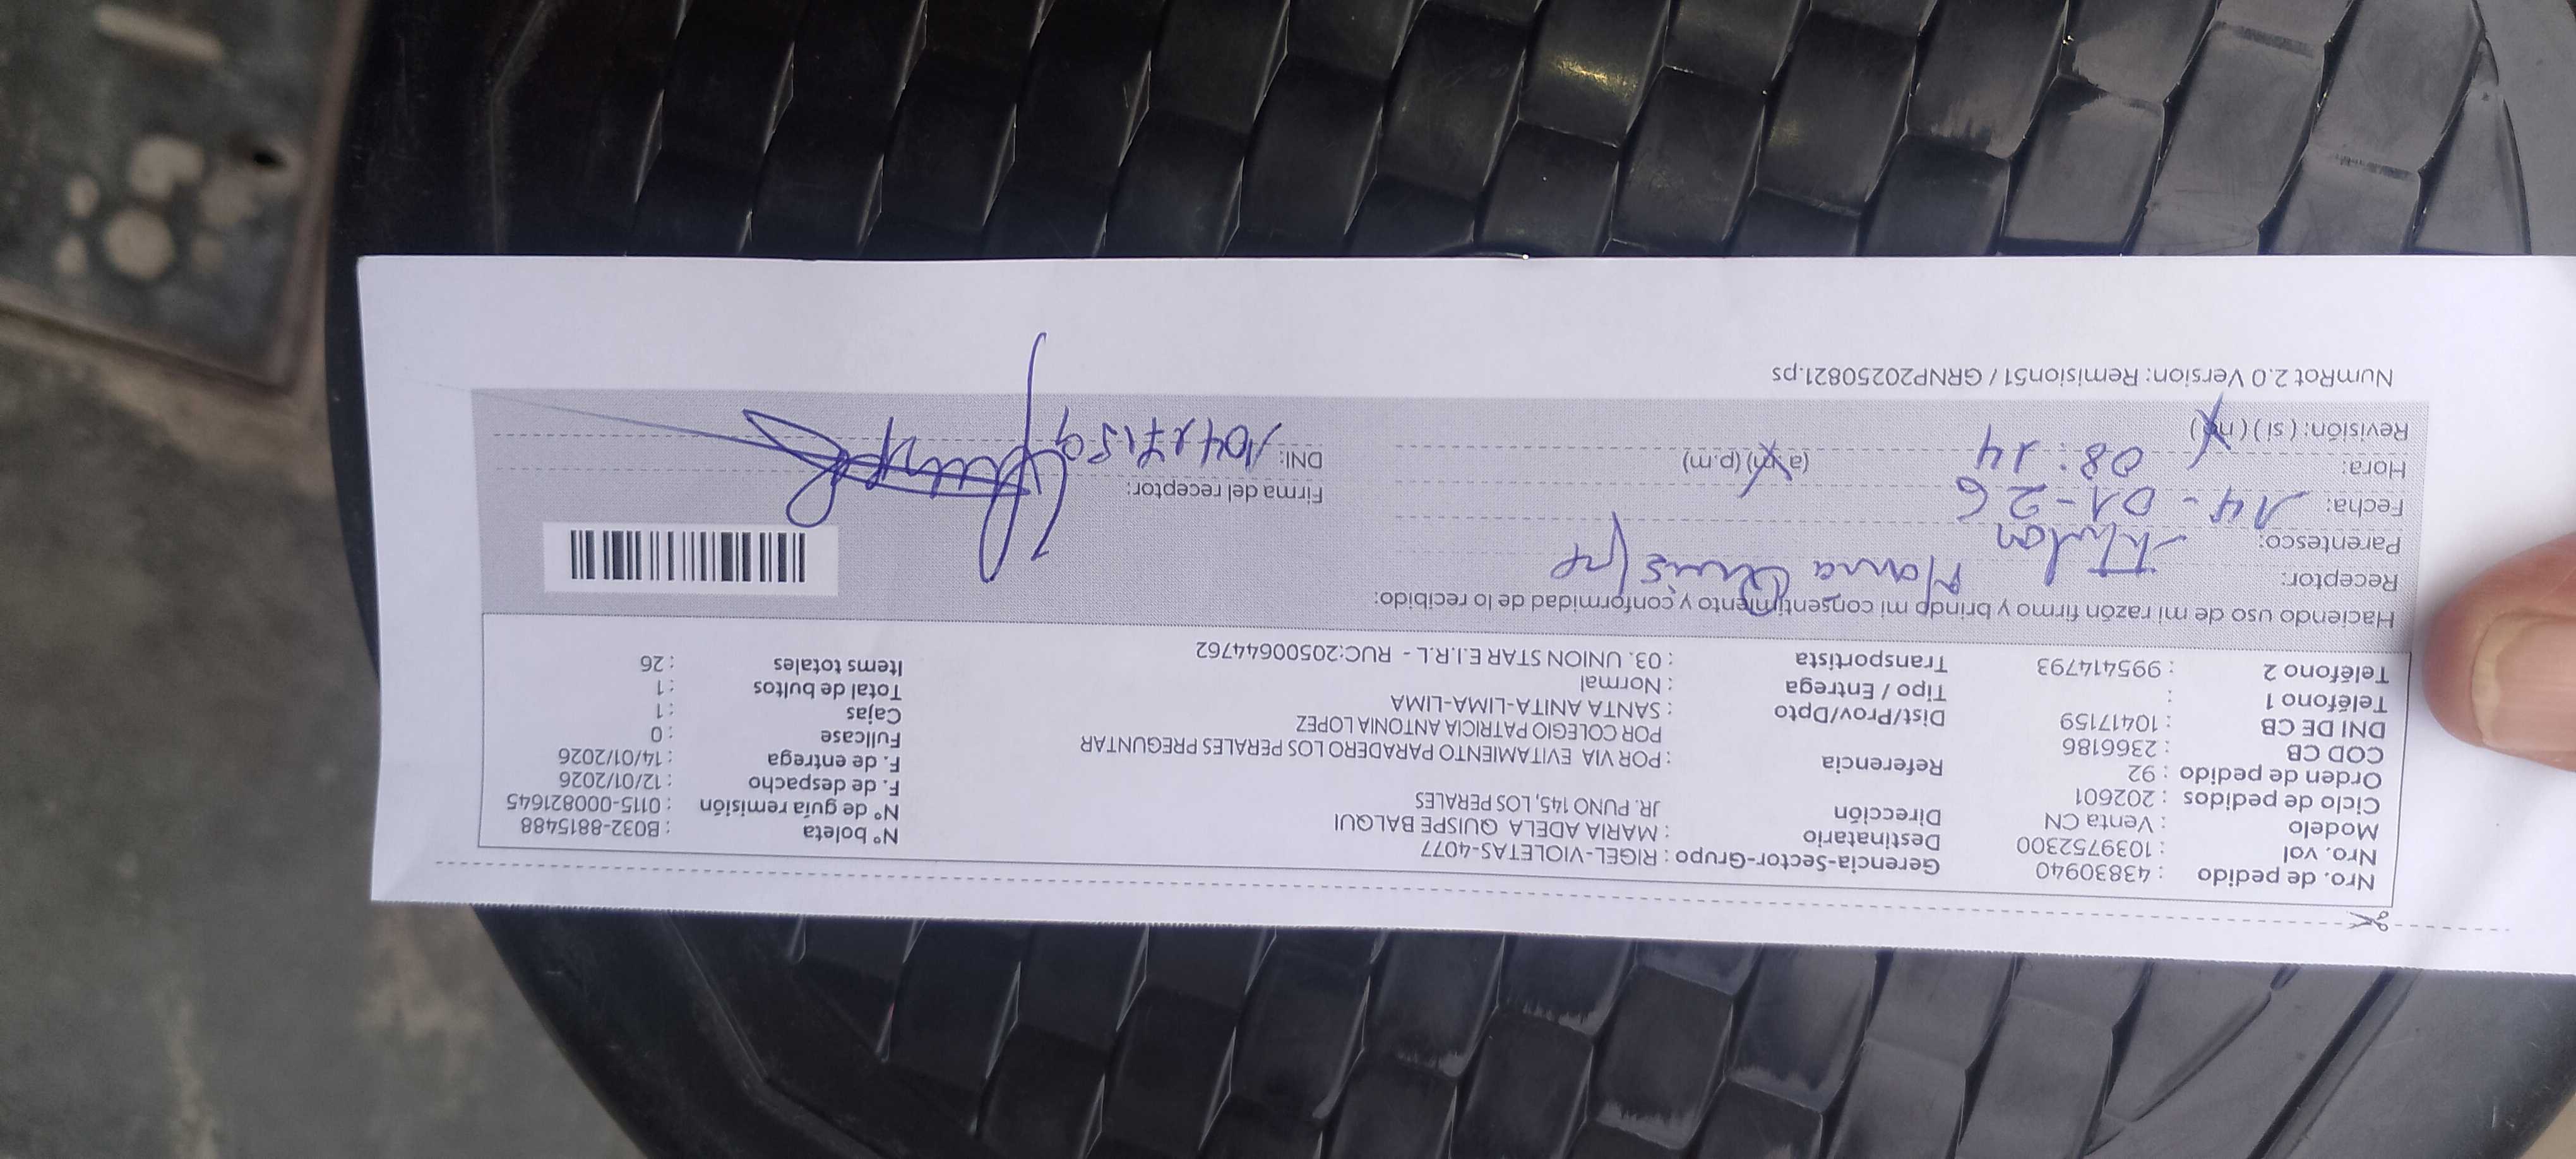 Nro. de pedido : 43830940
Nro. vol : 1039752300
Modelo : Venta CN
Ciclo de pedidos : 202601
Orden de pedido : 92
COD CB : 2366186
DNI DE CB : 10417159
Teléfono 1 :
Teléfono 2 : 995414793
Gerencia-Sector-Grupo : RIGEL-VIOLETAS-4077
Destinatario : MARIA ADELA QUISPE BALQUI
Dirección JR. PUNO 145, LOS PERALES
Referencia : POR VIA EVITAMIENTO PARADERO LOS PERALES PREGUNTAR
POR COLEGIO PATRICIA ANTONIA LOPEZ
Dist/Prov/Dpto : SANTA ANITA-LIMA-LIMA
Tipo / Entrega : Normal
Transportista : 03. UNION STAR E.I.R.L - RUC:20500644762
N° boleta : B032-8815488
N° de guía remisión : 0115-000821645
F. de despacho : 12/01/2026
F. de entrega : 14/01/2026
Fullcase : 0
Cajas : 1
Total de bultos : 1
Items totales : 26
Haciendo uso de mi razón firmo y brindo mi consentimiento y conformidad de lo recibido:
Receptor: Maria Quispe
Parentesco: Titular
Fecha: 14-01-26
Hora: 08:14 (a.m) (p.m)
Revisión: (si) (no)
Firma del receptor:
DNI: 10417159
NumRot 2.0 Version: Remision51 / GRNP20250821.ps